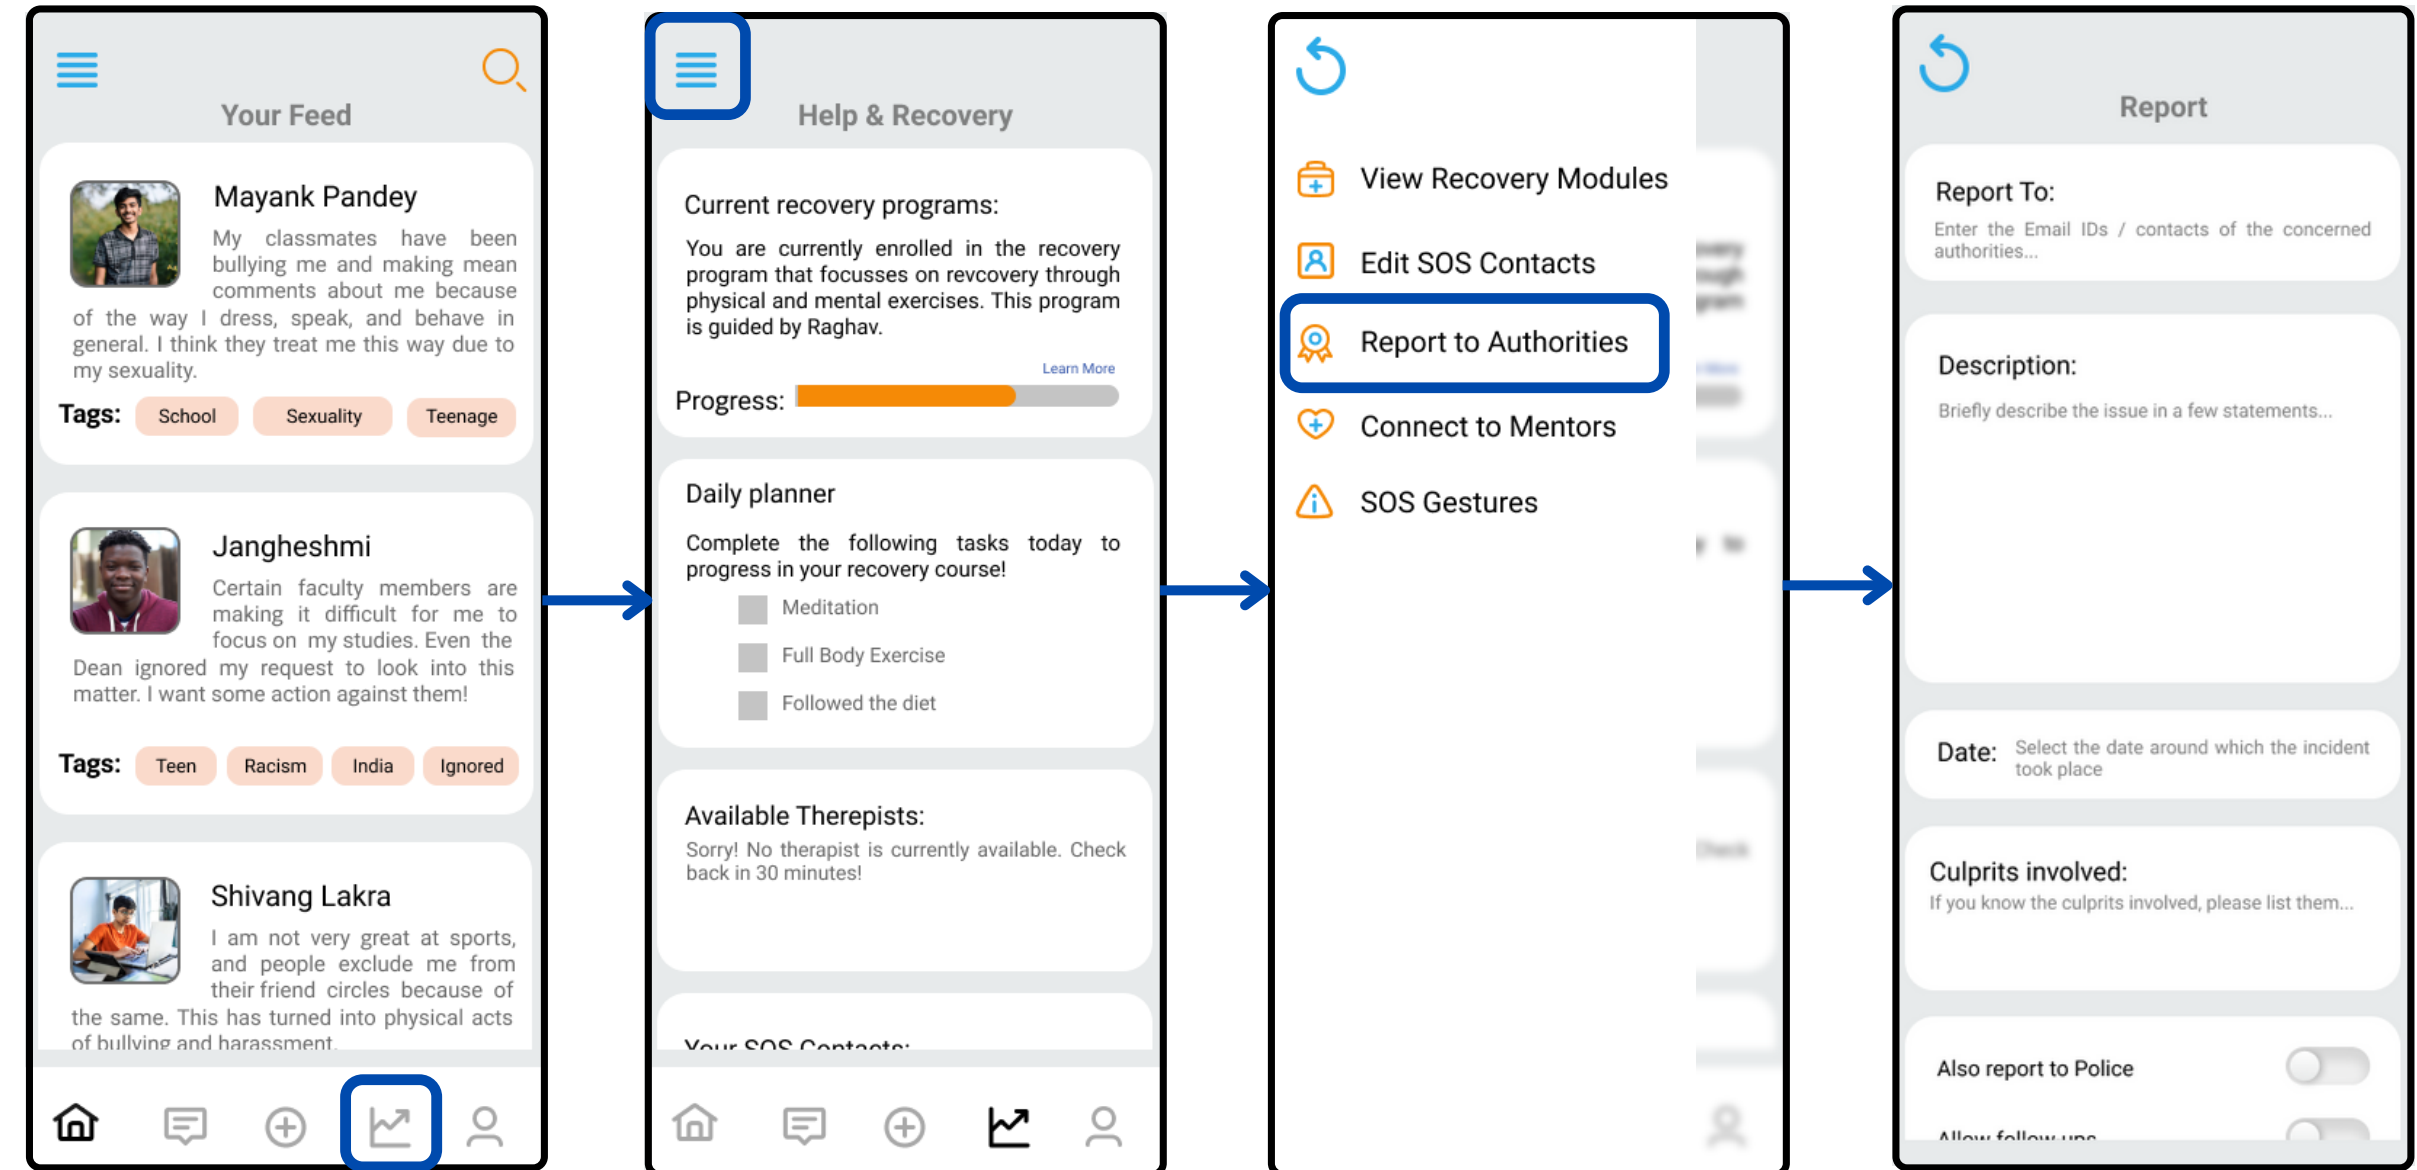 Your Feed
Mayank Pandey
My classmates have been
bullying me and making mean
comments about me because
of the way I dress, speak, and behave in
general. I think they treat me this way due to
my sexuality.
Tags: School Sexuality Teenage
Jangheshmi
Certain faculty members are
making it difficult for me to
focus on my studies. Even the
Dean ignored my request to look into this
matter. I want some action against them!
Tags: Teen Racism India Ignored
Shivang Lakra
I am not very great at sports,
and people exclude me from
their friend circles because of
the same. This has turned into physical acts
of bullying and harassment.
Help & Recovery
Current recovery programs:
You are currently enrolled in the recovery
program that focusses on revcovery through
physical and mental exercises. This program
is guided by Raghav.
Learn More
Progress:
Daily planner
Complete the following tasks today to
progress in your recovery course!
Meditation
Full Body Exercise
Followed the diet
Available Therepists:
Sorry! No therapist is currently available. Check
back in 30 minutes!
Your SOS Contacts:
View Recovery Modules
Edit SOS Contacts
Report to Authorities
Connect to Mentors
SOS Gestures
Report
Report To:
Enter the Email IDs / contacts of the concerned
authorities...
Description:
Briefly describe the issue in a few statements...
Date: Select the date around which the incident
took place
Culprits involved:
If you know the culprits involved, please list them...
Also report to Police
Allow follow-ups